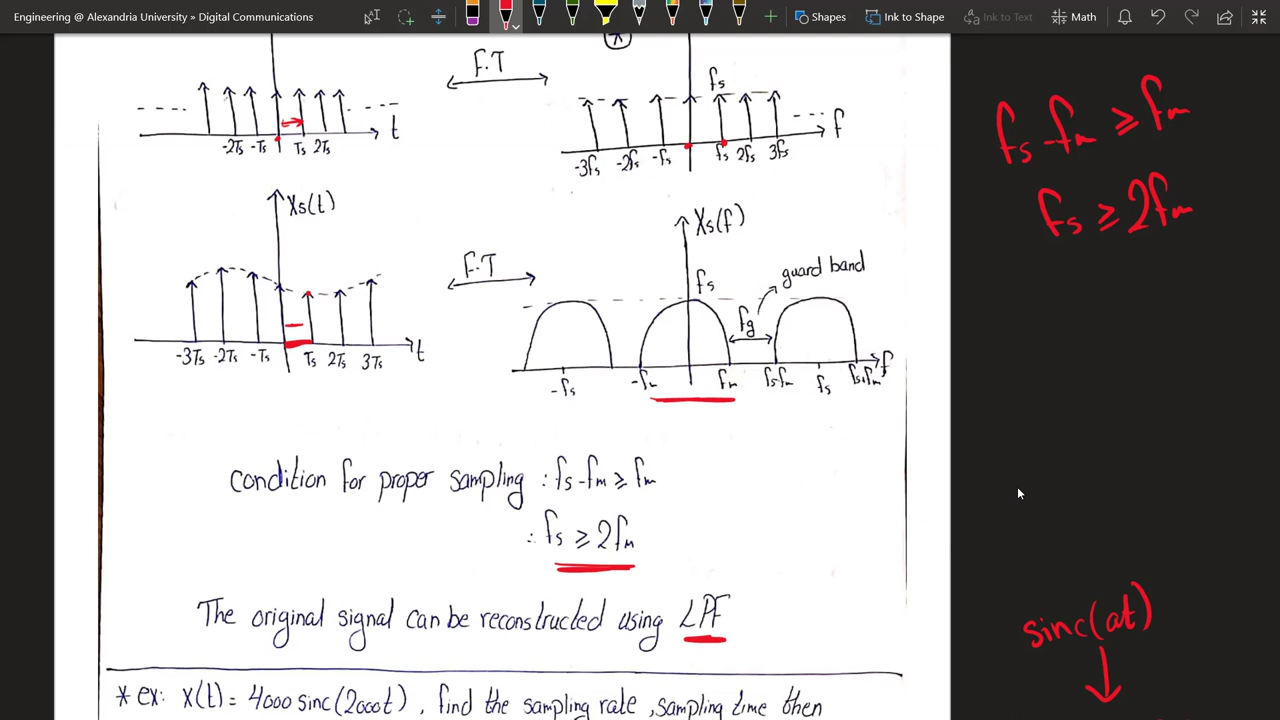 Engineering @ Alexandria University » Digital Communications
Shapes
Ink to Shape
Ink to Text
Math
F.T
fs
-2Ts -Ts Ts 2Ts t
-3fs -2fs -fs fs 2fs 3fs f
fs-fm ≥ fm
fs ≥ 2fm
Xs(t)
Xs(f)
F.T
fs
guard band
fg
-3Ts -2Ts -Ts Ts 2Ts 3Ts t
-fs -fm fm fs-fm fs fs+fm f
condition for proper sampling : fs-fm ≥ fm
∴ fs ≥ 2fm
sinc(at)
The original signal can be reconstructed using LPF
* ex: x(t) = 4000 sinc(2000t) , find the sampling rate , sampling time then